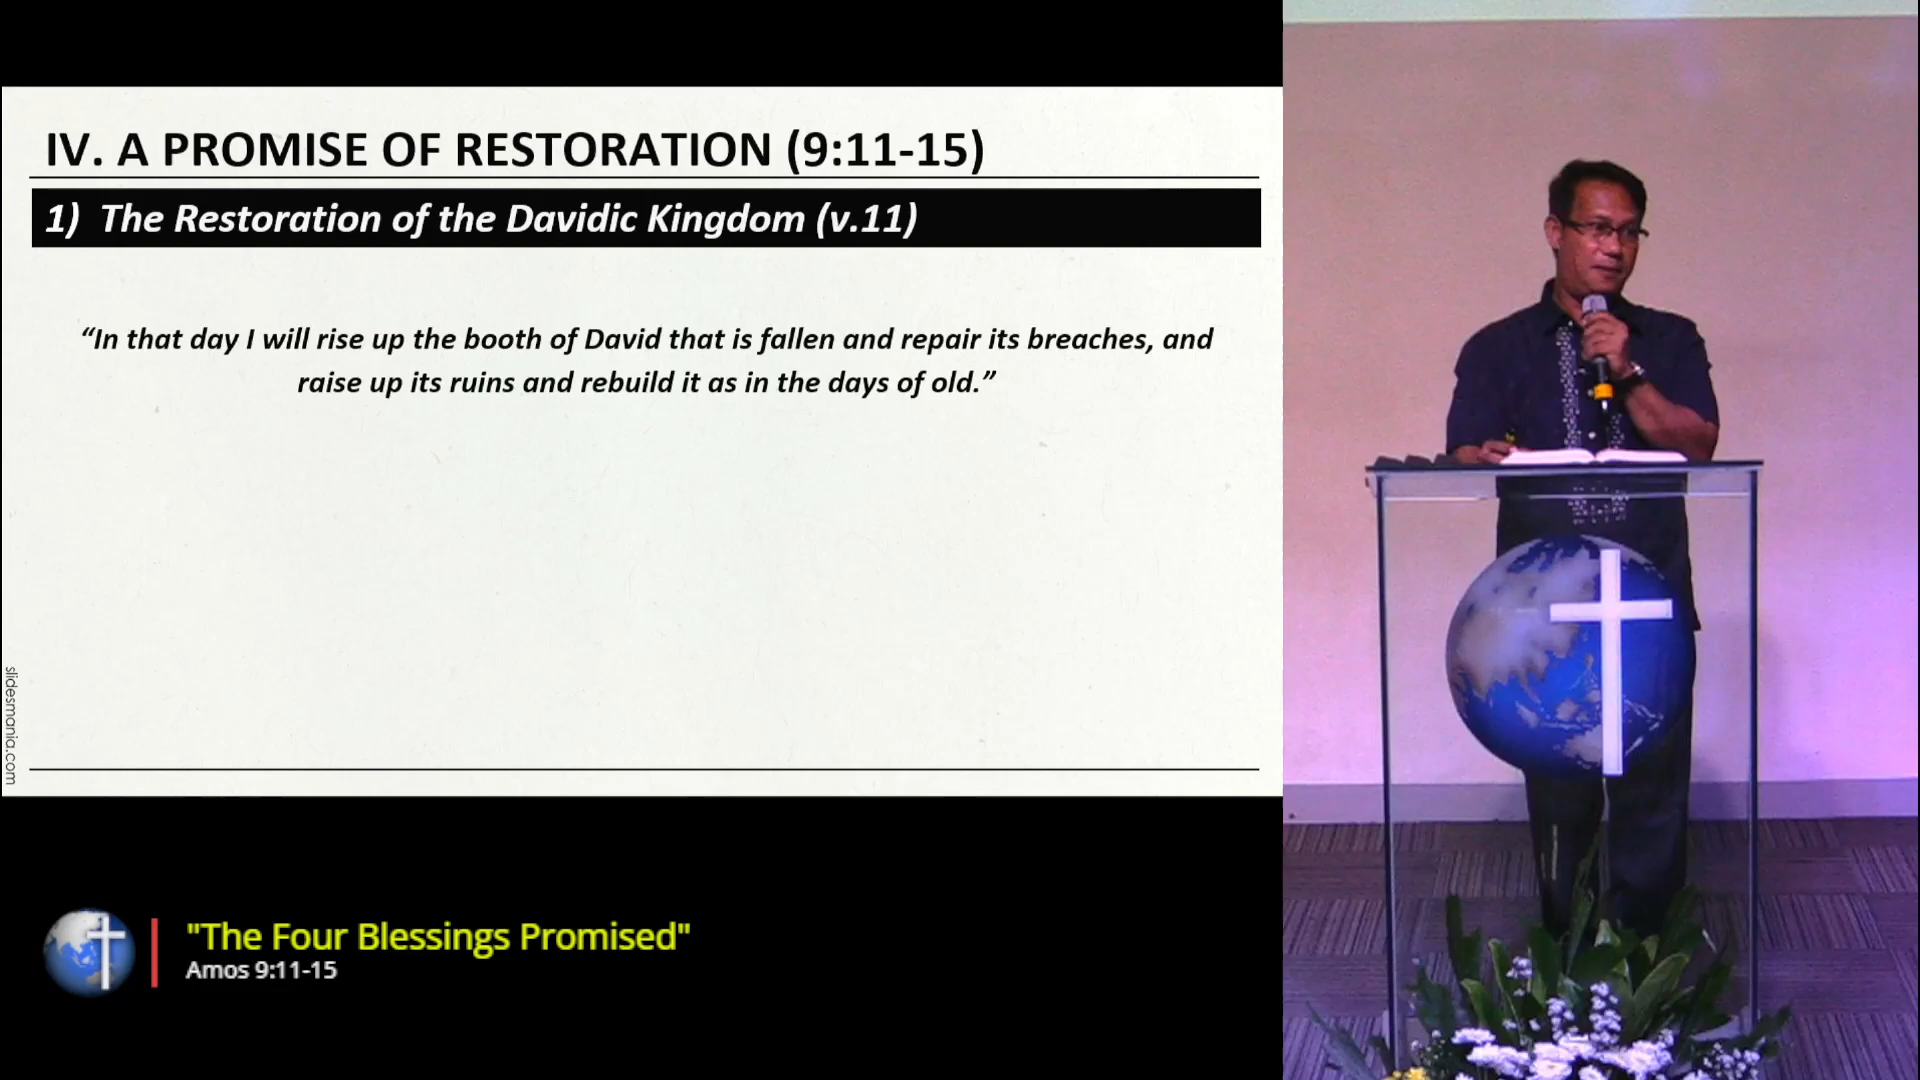 IV. A PROMISE OF RESTORATION (9:11-15)
1) The Restoration of the Davidic Kingdom (v.11)
“In that day I will rise up the booth of David that is fallen and repair its breaches, and
raise up its ruins and rebuild it as in the days of old.”
slidesmania.com
"The Four Blessings Promised"
Amos 9:11-15